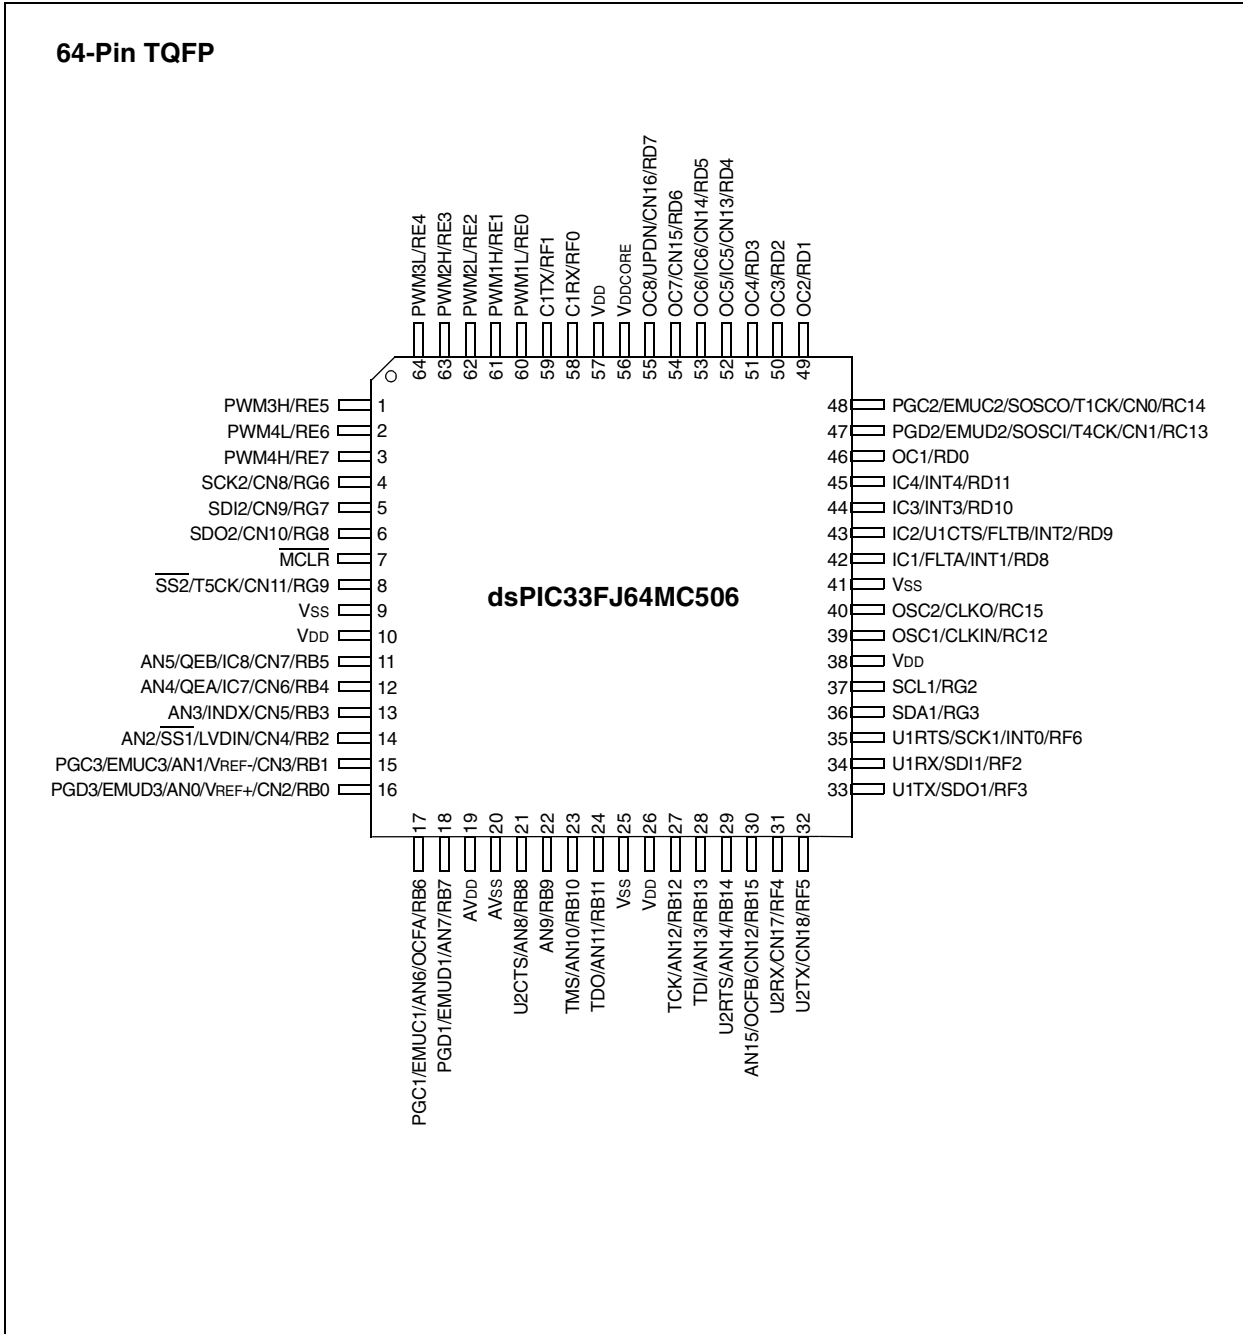 64-Pin TQFP
PWM3L/RE4
PWM2H/RE3
PWM2L/RE2
PWM1H/RE1
PWM1L/RE0
C1TX/RF1
C1RX/RF0
VDD
VDDCORE
OC8/UPDN/CN16/RD7
OC7/CN15/RD6
OC6/IC6/CN14/RD5
OC5/IC5/CN13/RD4
OC4/RD3
OC3/RD2
OC2/RD1
64
63
62
61
60
59
58
57
56
55
54
53
52
51
50
49
PWM3H/RE5 1
PWM4L/RE6 2
PWM4H/RE7 3
SCK2/CN8/RG6 4
SDI2/CN9/RG7 5
SDO2/CN10/RG8 6
MCLR 7
SS2/T5CK/CN11/RG9 8
VSS 9
VDD 10
AN5/QEB/IC8/CN7/RB5 11
AN4/QEA/IC7/CN6/RB4 12
AN3/INDX/CN5/RB3 13
AN2/SS1/LVDIN/CN4/RB2 14
PGC3/EMUC3/AN1/VREF-/CN3/RB1 15
PGD3/EMUD3/AN0/VREF+/CN2/RB0 16
dsPIC33FJ64MC506
48 PGC2/EMUC2/SOSCO/T1CK/CN0/RC14
47 PGD2/EMUD2/SOSCI/T4CK/CN1/RC13
46 OC1/RD0
45 IC4/INT4/RD11
44 IC3/INT3/RD10
43 IC2/U1CTS/FLTB/INT2/RD9
42 IC1/FLTA/INT1/RD8
41 VSS
40 OSC2/CLKO/RC15
39 OSC1/CLKIN/RC12
38 VDD
37 SCL1/RG2
36 SDA1/RG3
35 U1RTS/SCK1/INT0/RF6
34 U1RX/SDI1/RF2
33 U1TX/SDO1/RF3
17
18
19
20
21
22
23
24
25
26
27
28
29
30
31
32
PGC1/EMUC1/AN6/OCFA/RB6
PGD1/EMUD1/AN7/RB7
AVDD
AVSS
U2CTS/AN8/RB8
AN9/RB9
TMS/AN10/RB10
TDO/AN11/RB11
VSS
VDD
TCK/AN12/RB12
TDI/AN13/RB13
U2RTS/AN14/RB14
AN15/OCFB/CN12/RB15
U2RX/CN17/RF4
U2TX/CN18/RF5